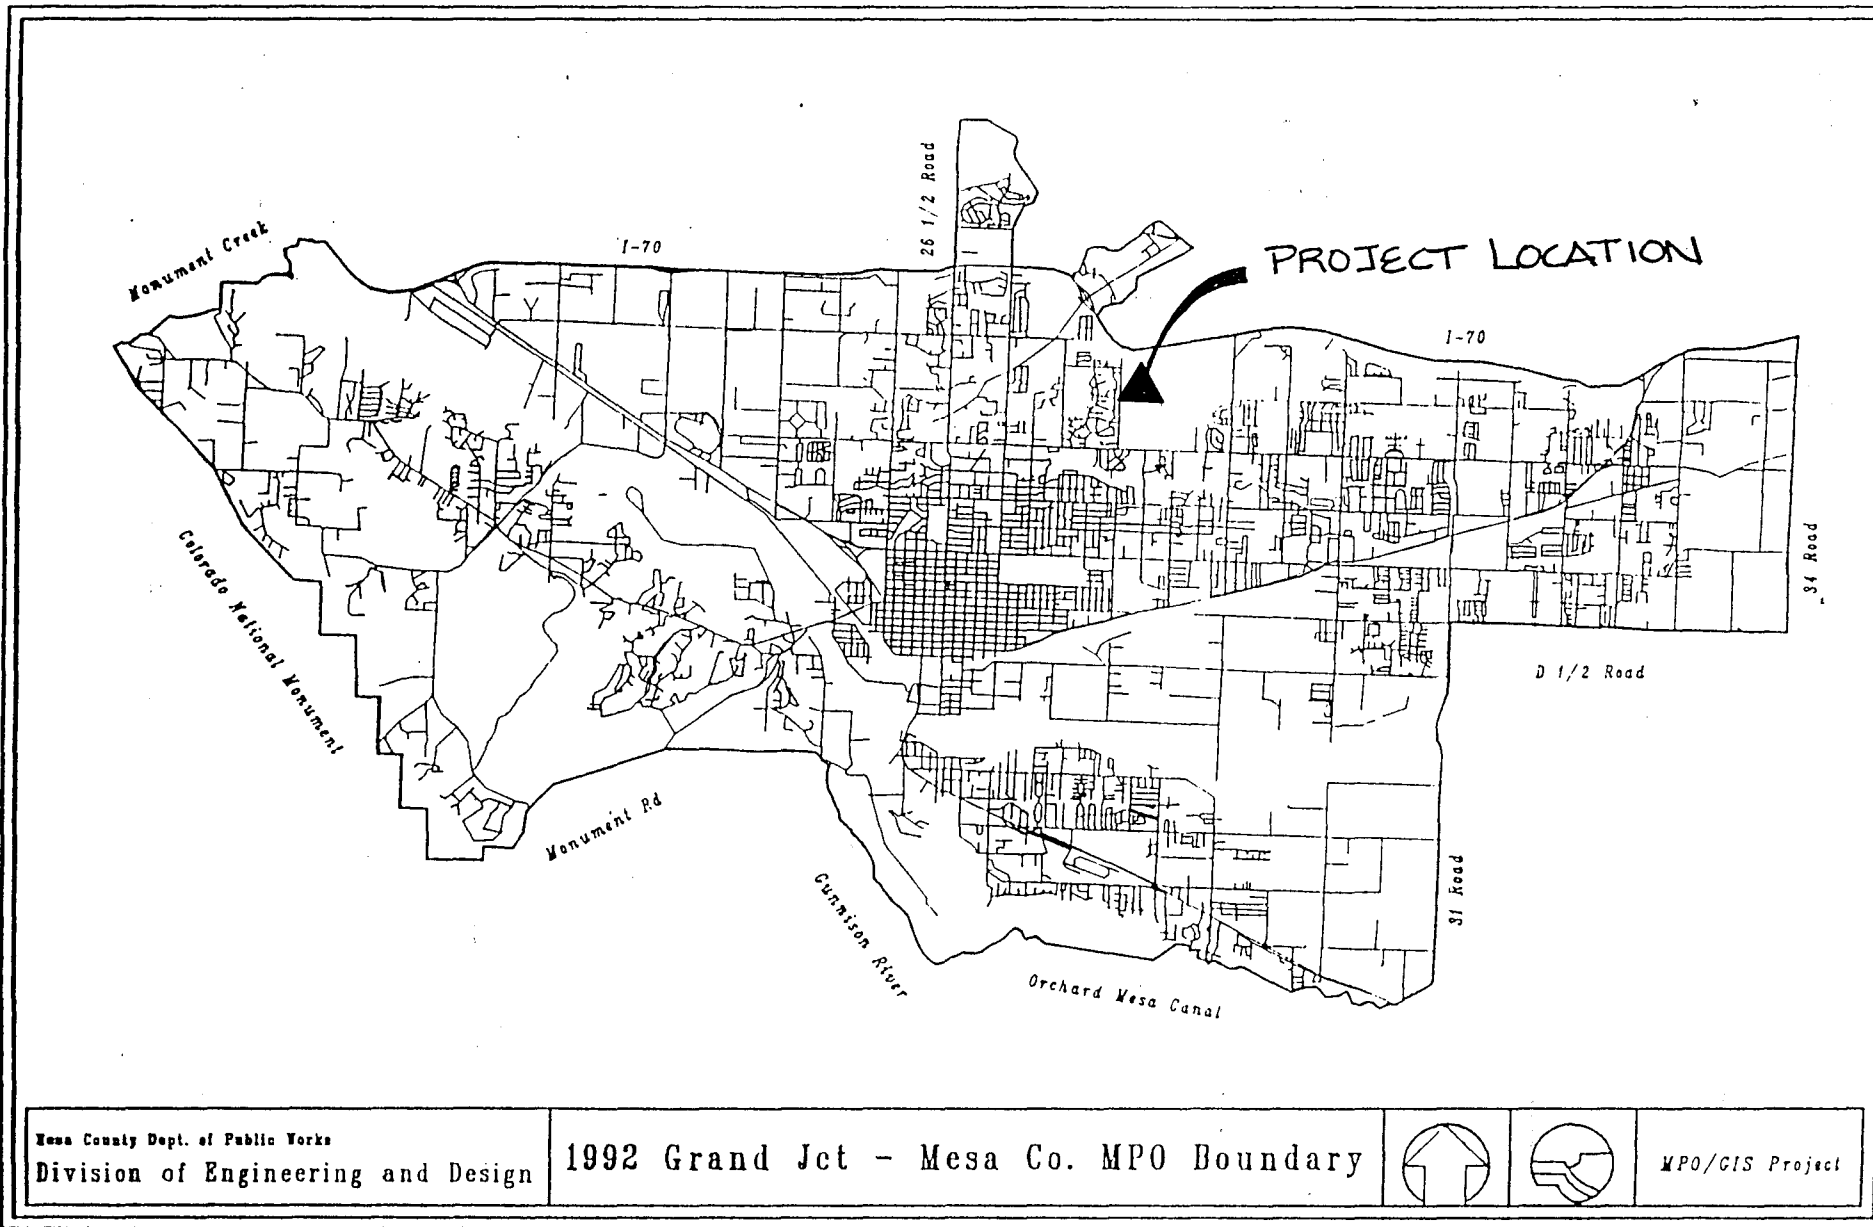 26 1/2 Road
Monument Creek
I-70
PROJECT LOCATION
I-70
Colorado National Monument
34 Road
D 1/2 Road
Monument Rd
Gunnison River
31 Road
Orchard Mesa Canal
Mesa County Dept. of Public Works
Division of Engineering and Design
1992 Grand Jct - Mesa Co. MPO Boundary
MPO/GIS Project